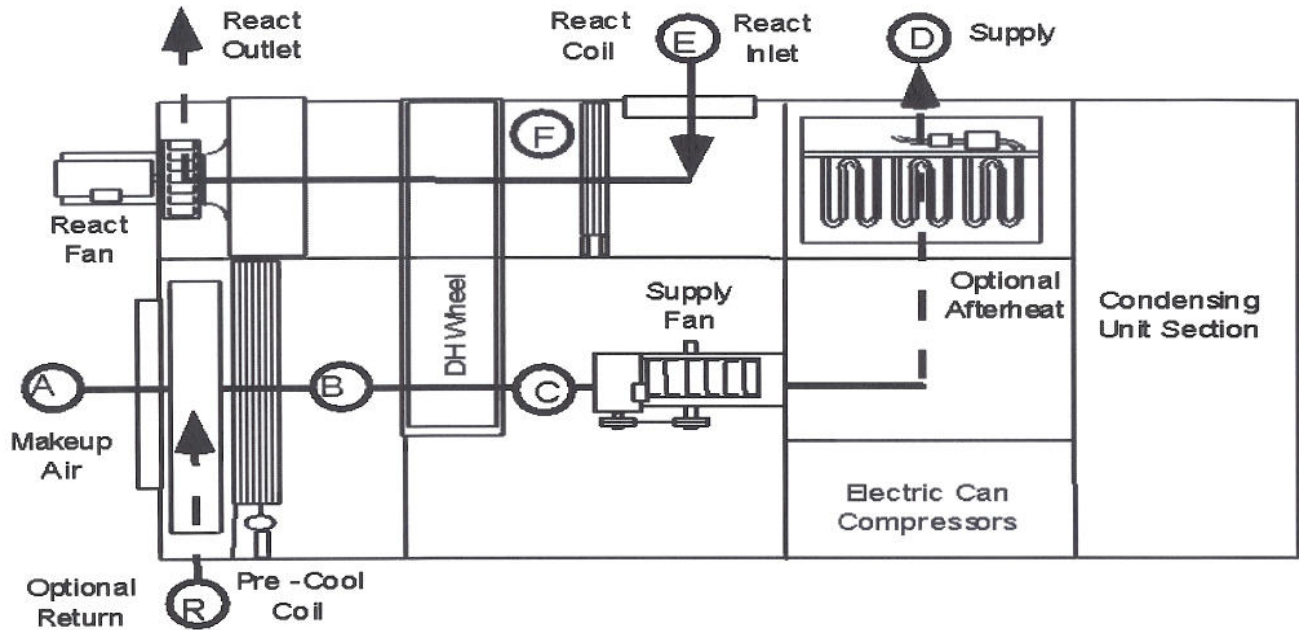 React
Outlet
React
Coil
E
React
Inlet
D
Supply
F
React
Fan
DH Wheel
Supply
Fan
Optional
Afterheat
Condensing
Unit Section
A
B
C
Makeup
Air
Electric Can
Compressors
Optional
Return
R
Pre - Cool
Coil